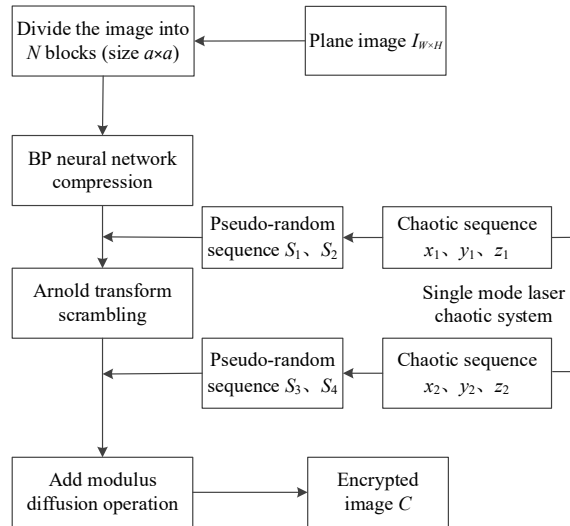 Divide the image into
N blocks (size a×a)
Plane image I_{W×H}
BP neural network
compression
Pseudo-random
sequence S₁、S₂
Chaotic sequence
x₁、y₁、z₁
Arnold transform
scrambling
Single mode laser
chaotic system
Pseudo-random
sequence S₃、S₄
Chaotic sequence
x₂、y₂、z₂
Add modulus
diffusion operation
Encrypted
image C